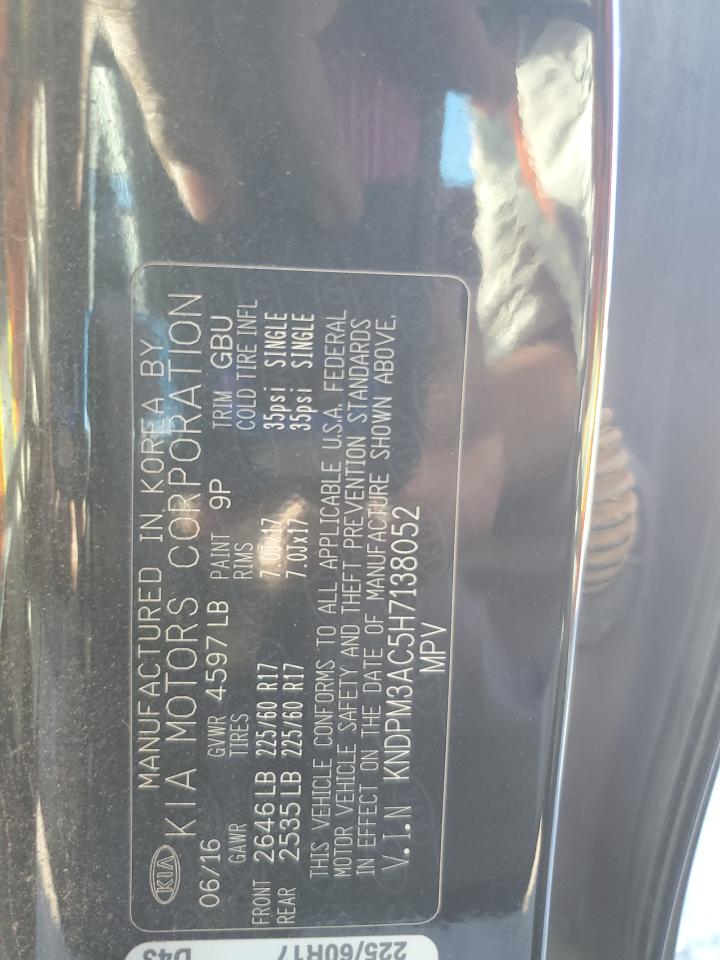 MANUFACTURED IN KOREA BY
KIA KIA MOTORS CORPORATION
06/16 GVWR 4597 LB PAINT 9P TRIM GBU
GAWR TIRES RIMS COLD TIRE INFL
FRONT 2646 LB 225/60 R17 7.0Jx17 35psi SINGLE
REAR 2535 LB 225/60 R17 7.0Jx17 35psi SINGLE
THIS VEHICLE CONFORMS TO ALL APPLICABLE U.S.A. FEDERAL
MOTOR VEHICLE SAFETY AND THEFT PREVENTION STANDARDS
IN EFFECT ON THE DATE OF MANUFACTURE SHOWN ABOVE.
V.I.N KNDPM3AC5H7138052
MPV
D43
225/60R17